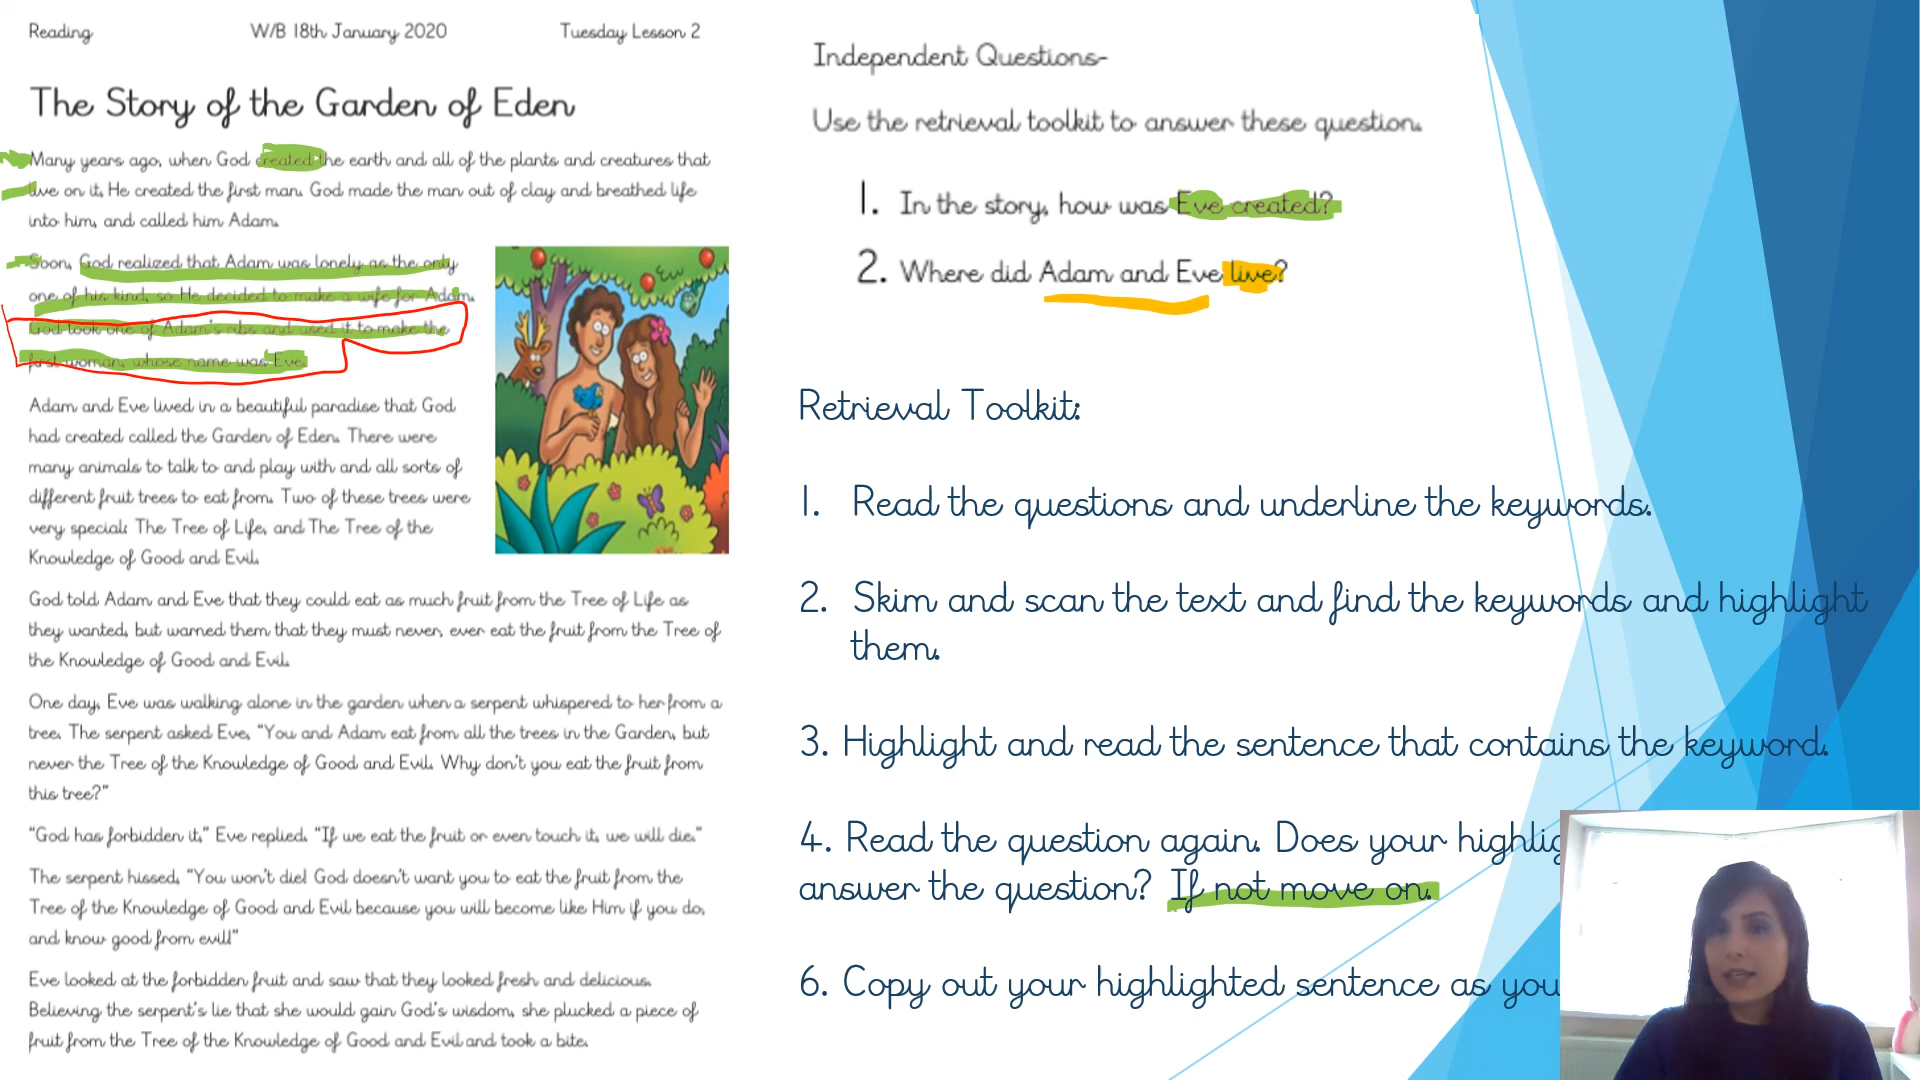 Reading W/B 18th January 2020 Tuesday Lesson 2
The Story of the Garden of Eden
Many years ago, when God created the earth and all of the plants and creatures that
live on it, He created the first man. God made the man out of clay and breathed life
into him, and called him Adam.
Soon, God realized that Adam was lonely as the only
one of his kind, so He decided to make a wife for Adam.
God took one of Adam's ribs and used it to make the
first woman, whose name was Eve.
Adam and Eve lived in a beautiful paradise that God
had created called the Garden of Eden. There were
many animals to talk to and play with and all sorts of
different fruit trees to eat from. Two of these trees were
very special: The Tree of Life, and The Tree of the
Knowledge of Good and Evil.
God told Adam and Eve that they could eat as much fruit from the Tree of Life as
they wanted, but warned them that they must never, ever eat the fruit from the Tree of
the Knowledge of Good and Evil.
One day, Eve was walking alone in the garden when a serpent whispered to her from a
tree. The serpent asked Eve, "You and Adam eat from all the trees in the Garden, but
never the Tree of the Knowledge of Good and Evil. Why don't you eat the fruit from
this tree?"
"God has forbidden it," Eve replied. "If we eat the fruit or even touch it, we will die."
The serpent hissed, "You won't die! God doesn't want you to eat the fruit from the
Tree of the Knowledge of Good and Evil because you will become like Him if you do,
and know good from evil!"
Eve looked at the forbidden fruit and saw that they looked fresh and delicious.
Believing the serpent's lie that she would gain God's wisdom, she plucked a piece of
fruit from the Tree of the Knowledge of Good and Evil and took a bite.
Independent Questions-
Use the retrieval toolkit to answer these question.
1. In the story, how was Eve created?
2. Where did Adam and Eve live?
Retrieval Toolkit:
1. Read the questions and underline the keywords.
2. Skim and scan the text and find the keywords and highlight
them.
3. Highlight and read the sentence that contains the keyword.
4. Read the question again. Does your
answer the question? If not move on.
6. Copy out your highlighted sentence as